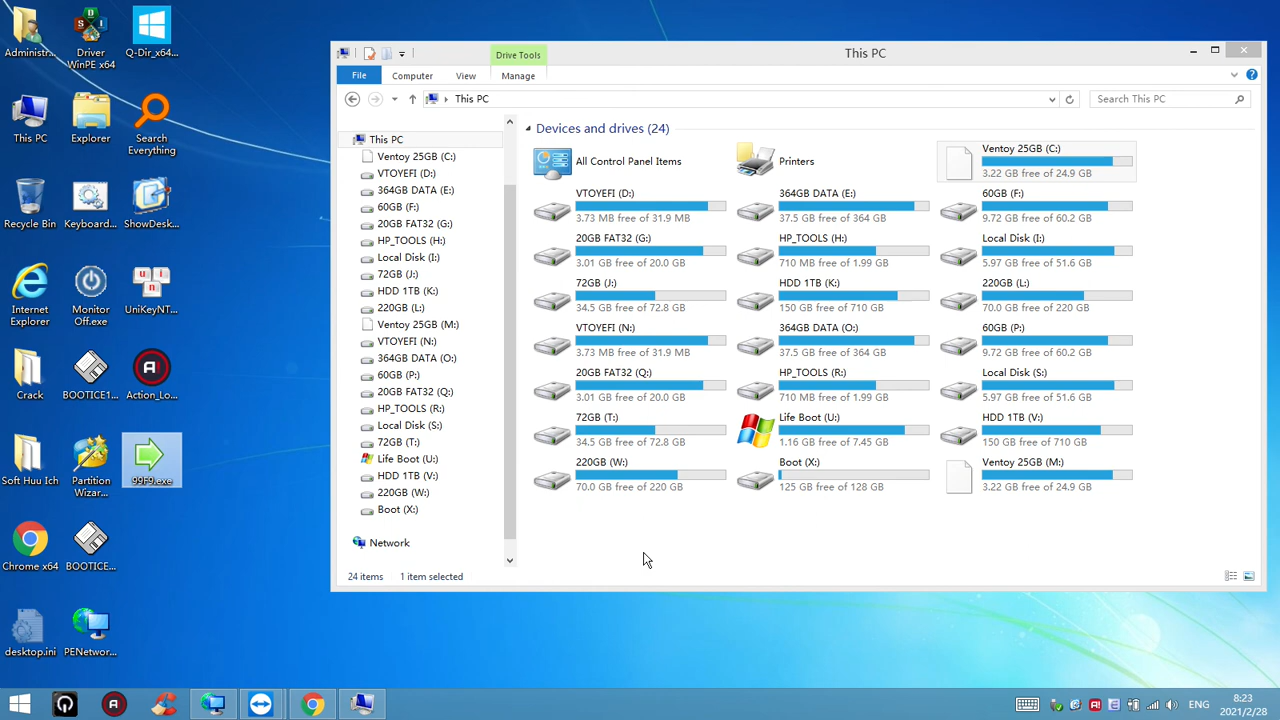 Administr...
Driver
WinPE x64
Q-Dir_x64...
This PC
Explorer
Search
Everything
Recycle Bin
Keyboard...
ShowDesk...
Internet
Explorer
Monitor
Off.exe
UniKeyNT...
Crack
BOOTICE1...
Action_Lo...
Soft Huu Ich
Partition
Wizar...
99F9.exe
Chrome x64
BOOTICE...
desktop.ini
PENetwor...
Drive Tools
This PC
File
Computer
View
Manage
This PC
Search This PC
This PC
Ventoy 25GB (C:)
VTOYEFI (D:)
364GB DATA (E:)
60GB (F:)
20GB FAT32 (G:)
HP_TOOLS (H:)
Local Disk (I:)
72GB (J:)
HDD 1TB (K:)
220GB (L:)
Ventoy 25GB (M:)
VTOYEFI (N:)
364GB DATA (O:)
60GB (P:)
20GB FAT32 (Q:)
HP_TOOLS (R:)
Local Disk (S:)
72GB (T:)
Life Boot (U:)
HDD 1TB (V:)
220GB (W:)
Boot (X:)
Network
Devices and drives (24)
All Control Panel Items
Printers
Ventoy 25GB (C:)
3.22 GB free of 24.9 GB
VTOYEFI (D:)
3.73 MB free of 31.9 MB
364GB DATA (E:)
37.5 GB free of 364 GB
60GB (F:)
9.72 GB free of 60.2 GB
20GB FAT32 (G:)
3.01 GB free of 20.0 GB
HP_TOOLS (H:)
710 MB free of 1.99 GB
Local Disk (I:)
5.97 GB free of 51.6 GB
72GB (J:)
34.5 GB free of 72.8 GB
HDD 1TB (K:)
150 GB free of 710 GB
220GB (L:)
70.0 GB free of 220 GB
VTOYEFI (N:)
3.73 MB free of 31.9 MB
364GB DATA (O:)
37.5 GB free of 364 GB
60GB (P:)
9.72 GB free of 60.2 GB
20GB FAT32 (Q:)
3.01 GB free of 20.0 GB
HP_TOOLS (R:)
710 MB free of 1.99 GB
Local Disk (S:)
5.97 GB free of 51.6 GB
72GB (T:)
34.5 GB free of 72.8 GB
Life Boot (U:)
1.16 GB free of 7.45 GB
HDD 1TB (V:)
150 GB free of 710 GB
220GB (W:)
70.0 GB free of 220 GB
Boot (X:)
125 GB free of 128 GB
Ventoy 25GB (M:)
3.22 GB free of 24.9 GB
24 items
1 item selected
ENG
8:23
2021/2/28